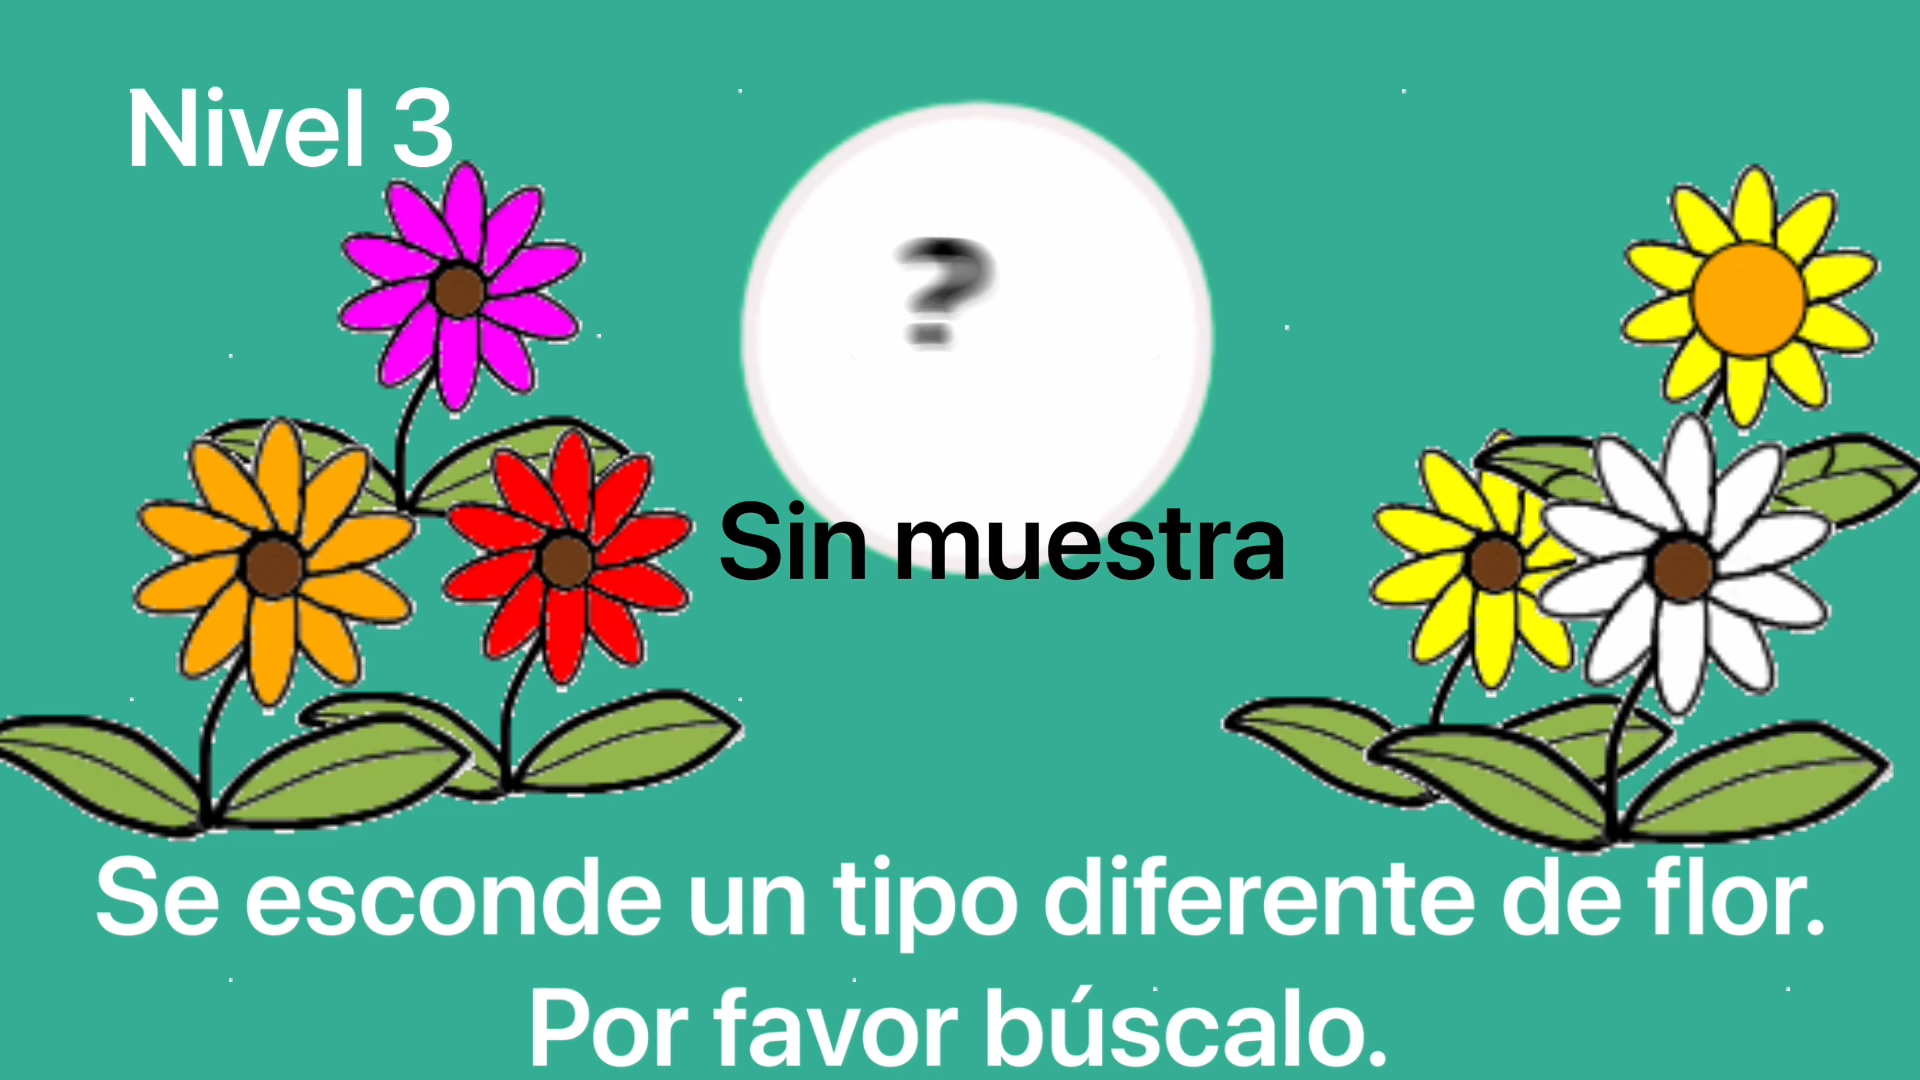 Nivel 3
?
Sin muestra
Se esconde un tipo diferente de flor.
Por favor búscalo.